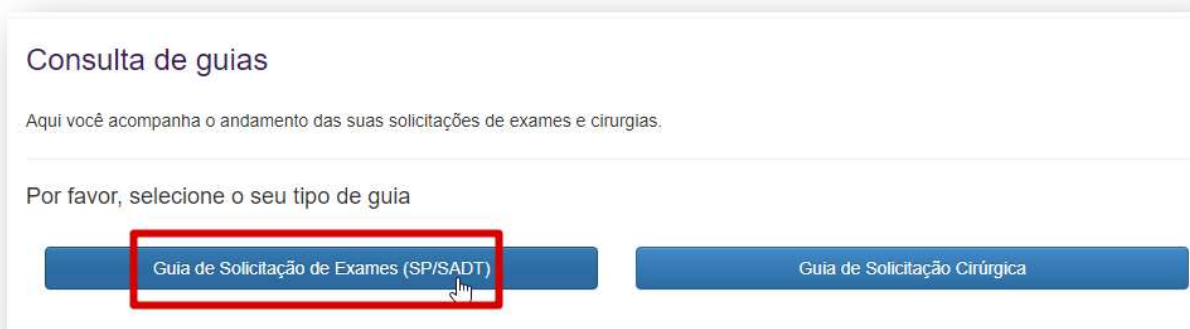 Consulta de guias
Aqui você acompanha o andamento das suas solicitações de exames e cirurgias.
Por favor, selecione o seu tipo de guia
Guia de Solicitação de Exames (SP/SADT)
Guia de Solicitação Cirúrgica